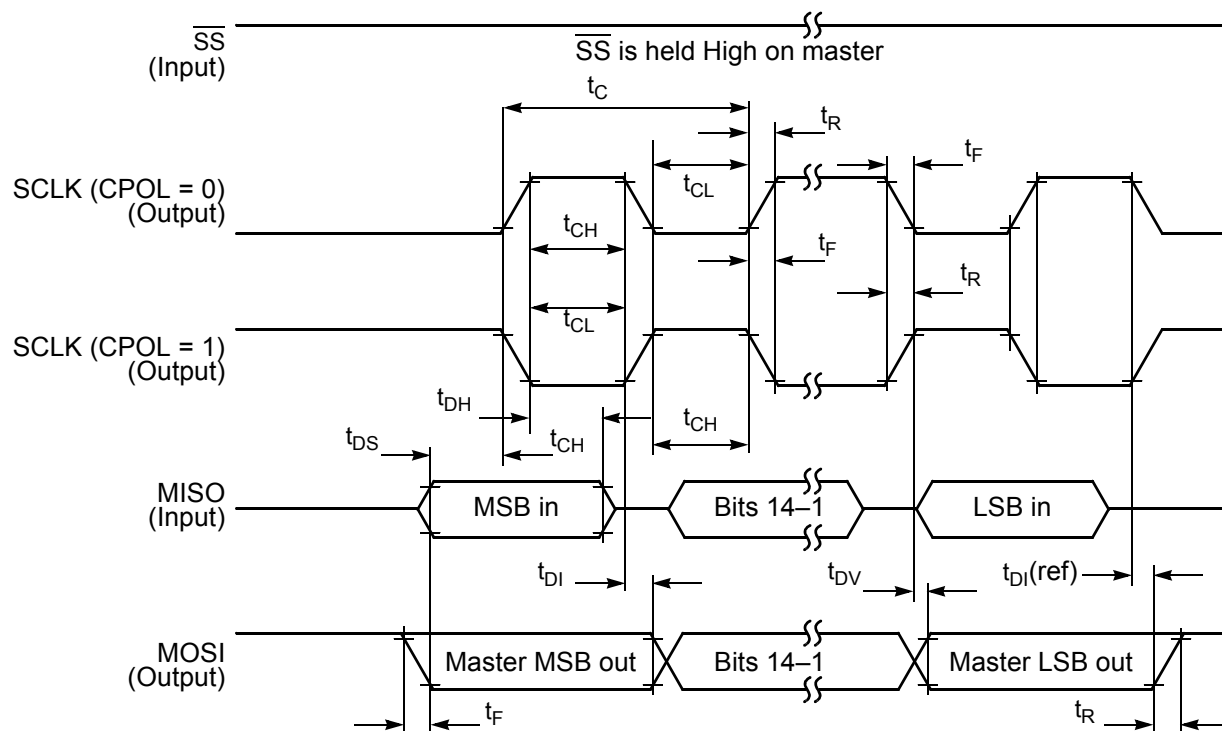 SS
(Input)
SS is held High on master
tC
tR
tF
SCLK (CPOL = 0)
(Output)
tCL
tCH
tF
tR
tCL
SCLK (CPOL = 1)
(Output)
tDH
tCH
tDS
tCH
MISO
(Input)
MSB in
Bits 14–1
LSB in
tDI
tDV
tDI(ref)
MOSI
(Output)
Master MSB out
Bits 14–1
Master LSB out
tF
tR